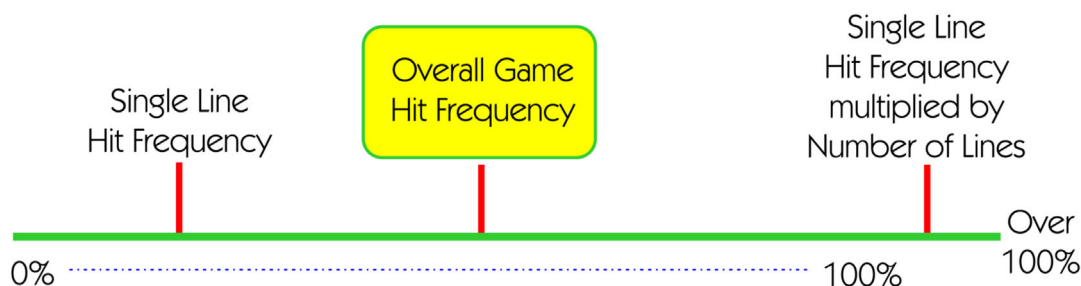 Single Line
Hit Frequency
Overall Game
Hit Frequency
Single Line
Hit Frequency
multiplied by
Number of Lines
Over
100%
0%
100%